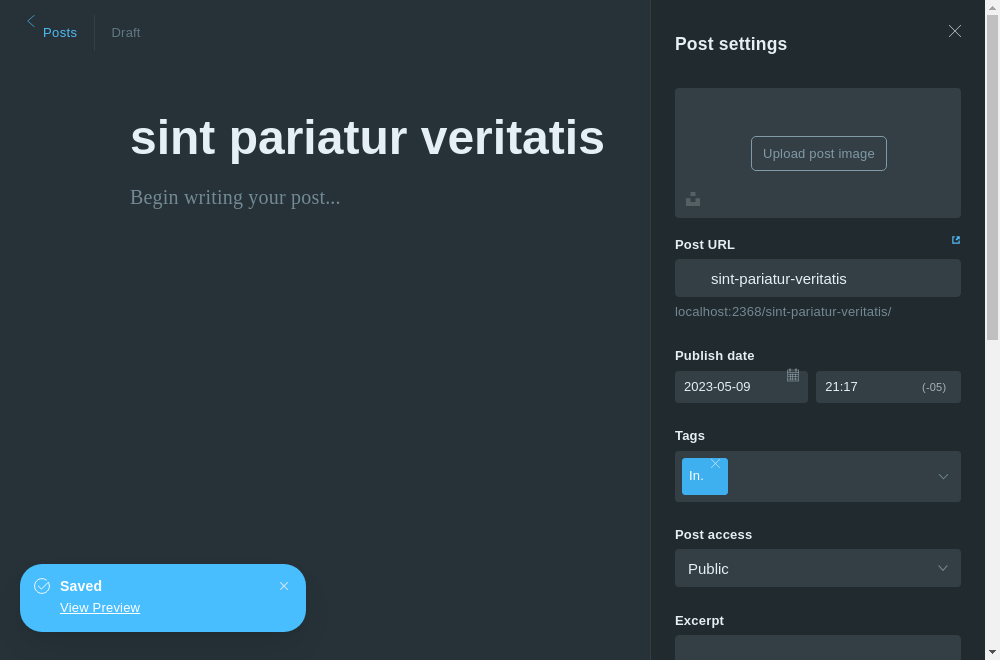 Posts
Draft
sint pariatur veritatis
Begin writing your post...
Saved
View Preview
Post settings
Upload post image
Post URL
sint-pariatur-veritatis
localhost:2368/sint-pariatur-veritatis/
Publish date
2023-05-09
21:17
(-05)
Tags
In.
Post access
Public
Excerpt